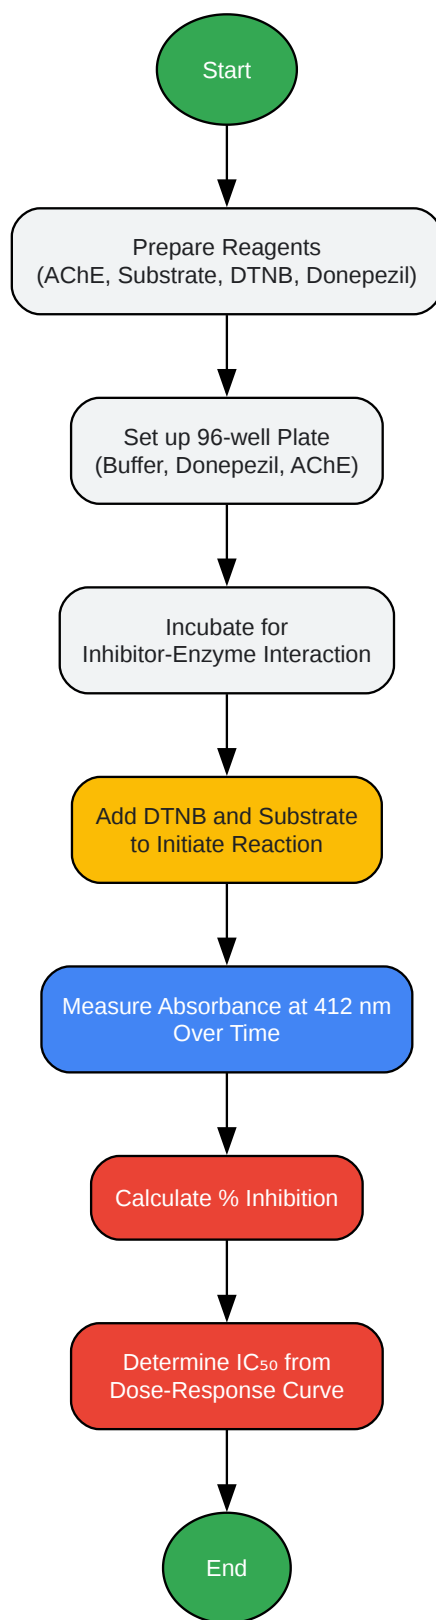 Start
Prepare Reagents
(AChE, Substrate, DTNB, Donepezil)
Set up 96-well Plate
(Buffer, Donepezil, AChE)
Incubate for
Inhibitor-Enzyme Interaction
Add DTNB and Substrate
to Initiate Reaction
Measure Absorbance at 412 nm
Over Time
Calculate % Inhibition
Determine IC₅₀ from
Dose-Response Curve
End